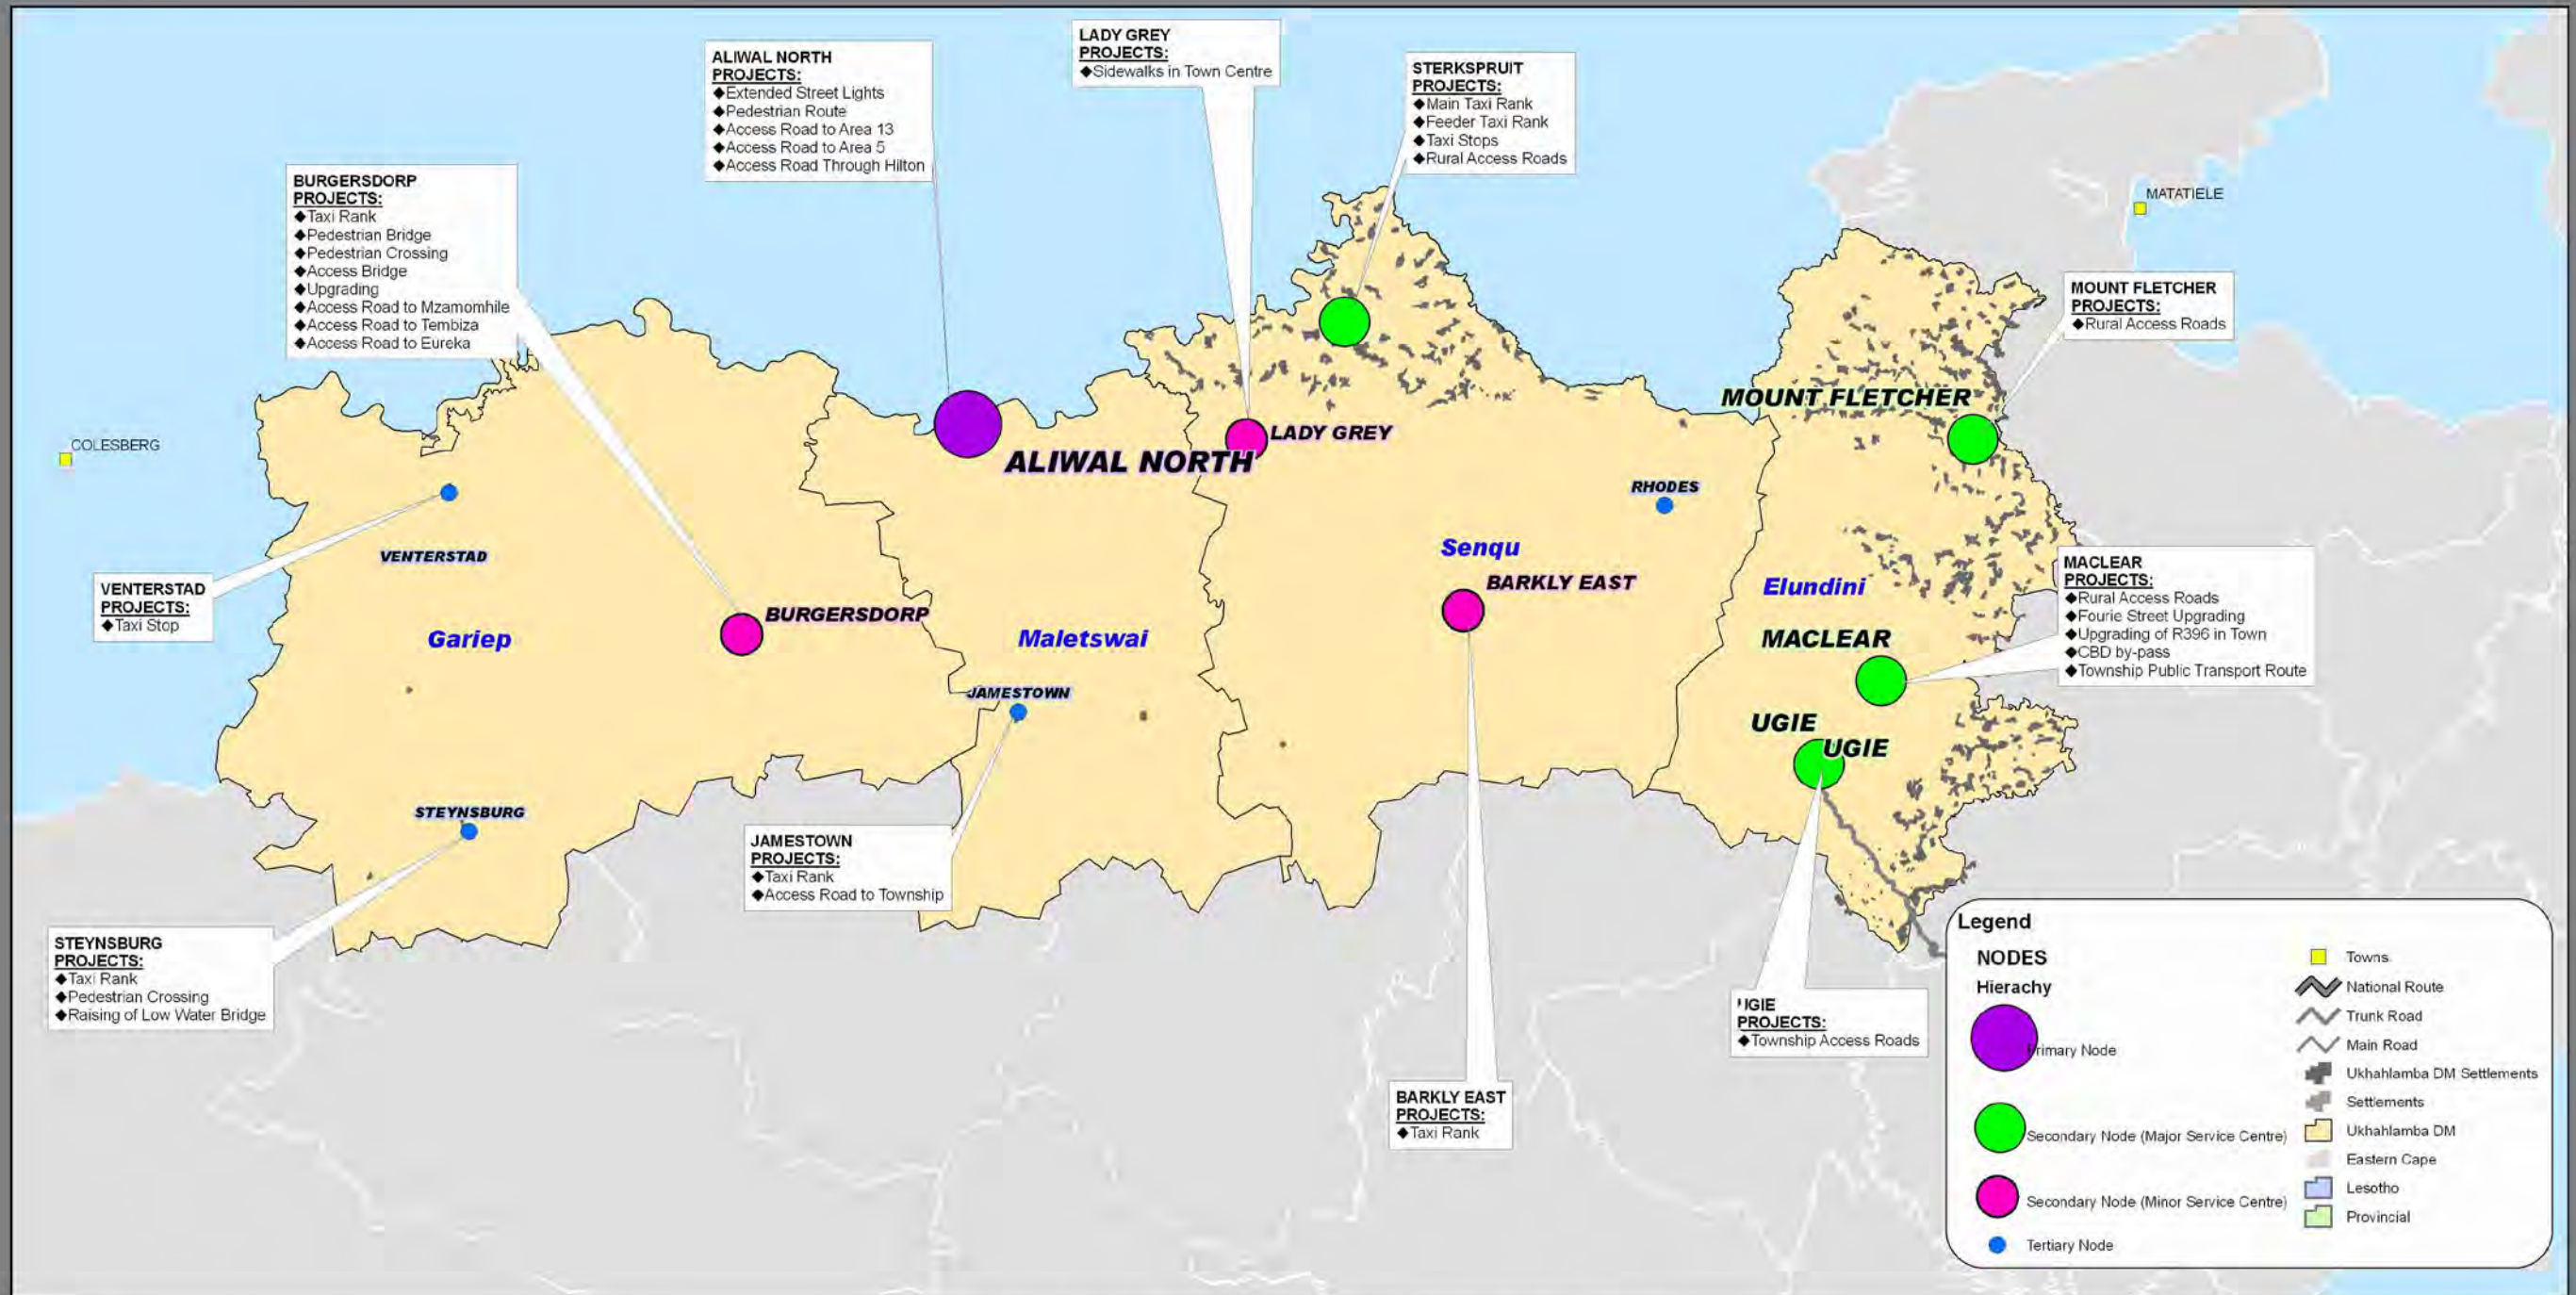 LADY GREY
PROJECTS:
◆Sidewalks in Town Centre
ALIWAL NORTH
PROJECTS:
◆Extended Street Lights
◆Pedestrian Route
◆Access Road to Area 13
◆Access Road to Area 5
◆Access Road Through Hilton
STERKSPRUIT
PROJECTS:
◆Main Taxi Rank
◆Feeder Taxi Rank
◆Taxi Stops
◆Rural Access Roads
BURGERSDORP
PROJECTS:
◆Taxi Rank
◆Pedestrian Bridge
◆Pedestrian Crossing
◆Access Bridge
◆Upgrading
◆Access Road to Mzamomhile
◆Access Road to Tembiza
◆Access Road to Eureka
MATATIELE
MOUNT FLETCHER
PROJECTS:
◆Rural Access Roads
MOUNT FLETCHER
COLESBERG
LADY GREY
ALIWAL NORTH
RHODES
VENTERSTAD
Senqu
BARKLY EAST
Elundini
VENTERSTAD
PROJECTS:
◆Taxi Stop
BURGERSDORP
Gariep
Maletswai
MACLEAR
MACLEAR
PROJECTS:
◆Rural Access Roads
◆Fourie Street Upgrading
◆Upgrading of R396 in Town
◆CBD by-pass
◆Township Public Transport Route
JAMESTOWN
UGIE
UGIE
STEYNSBURG
JAMESTOWN
PROJECTS:
◆Taxi Rank
◆Access Road to Township
STEYNSBURG
PROJECTS:
◆Taxi Rank
◆Pedestrian Crossing
◆Raising of Low Water Bridge
UGIE
PROJECTS:
◆Township Access Roads
BARKLY EAST
PROJECTS:
◆Taxi Rank
Legend
NODES
Hierachy
Primary Node
Secondary Node (Major Service Centre)
Secondary Node (Minor Service Centre)
Tertiary Node
Towns
National Route
Trunk Road
Main Road
Ukhahlamba DM Settlements
Settlements
Ukhahlamba DM
Eastern Cape
Lesotho
Provincial